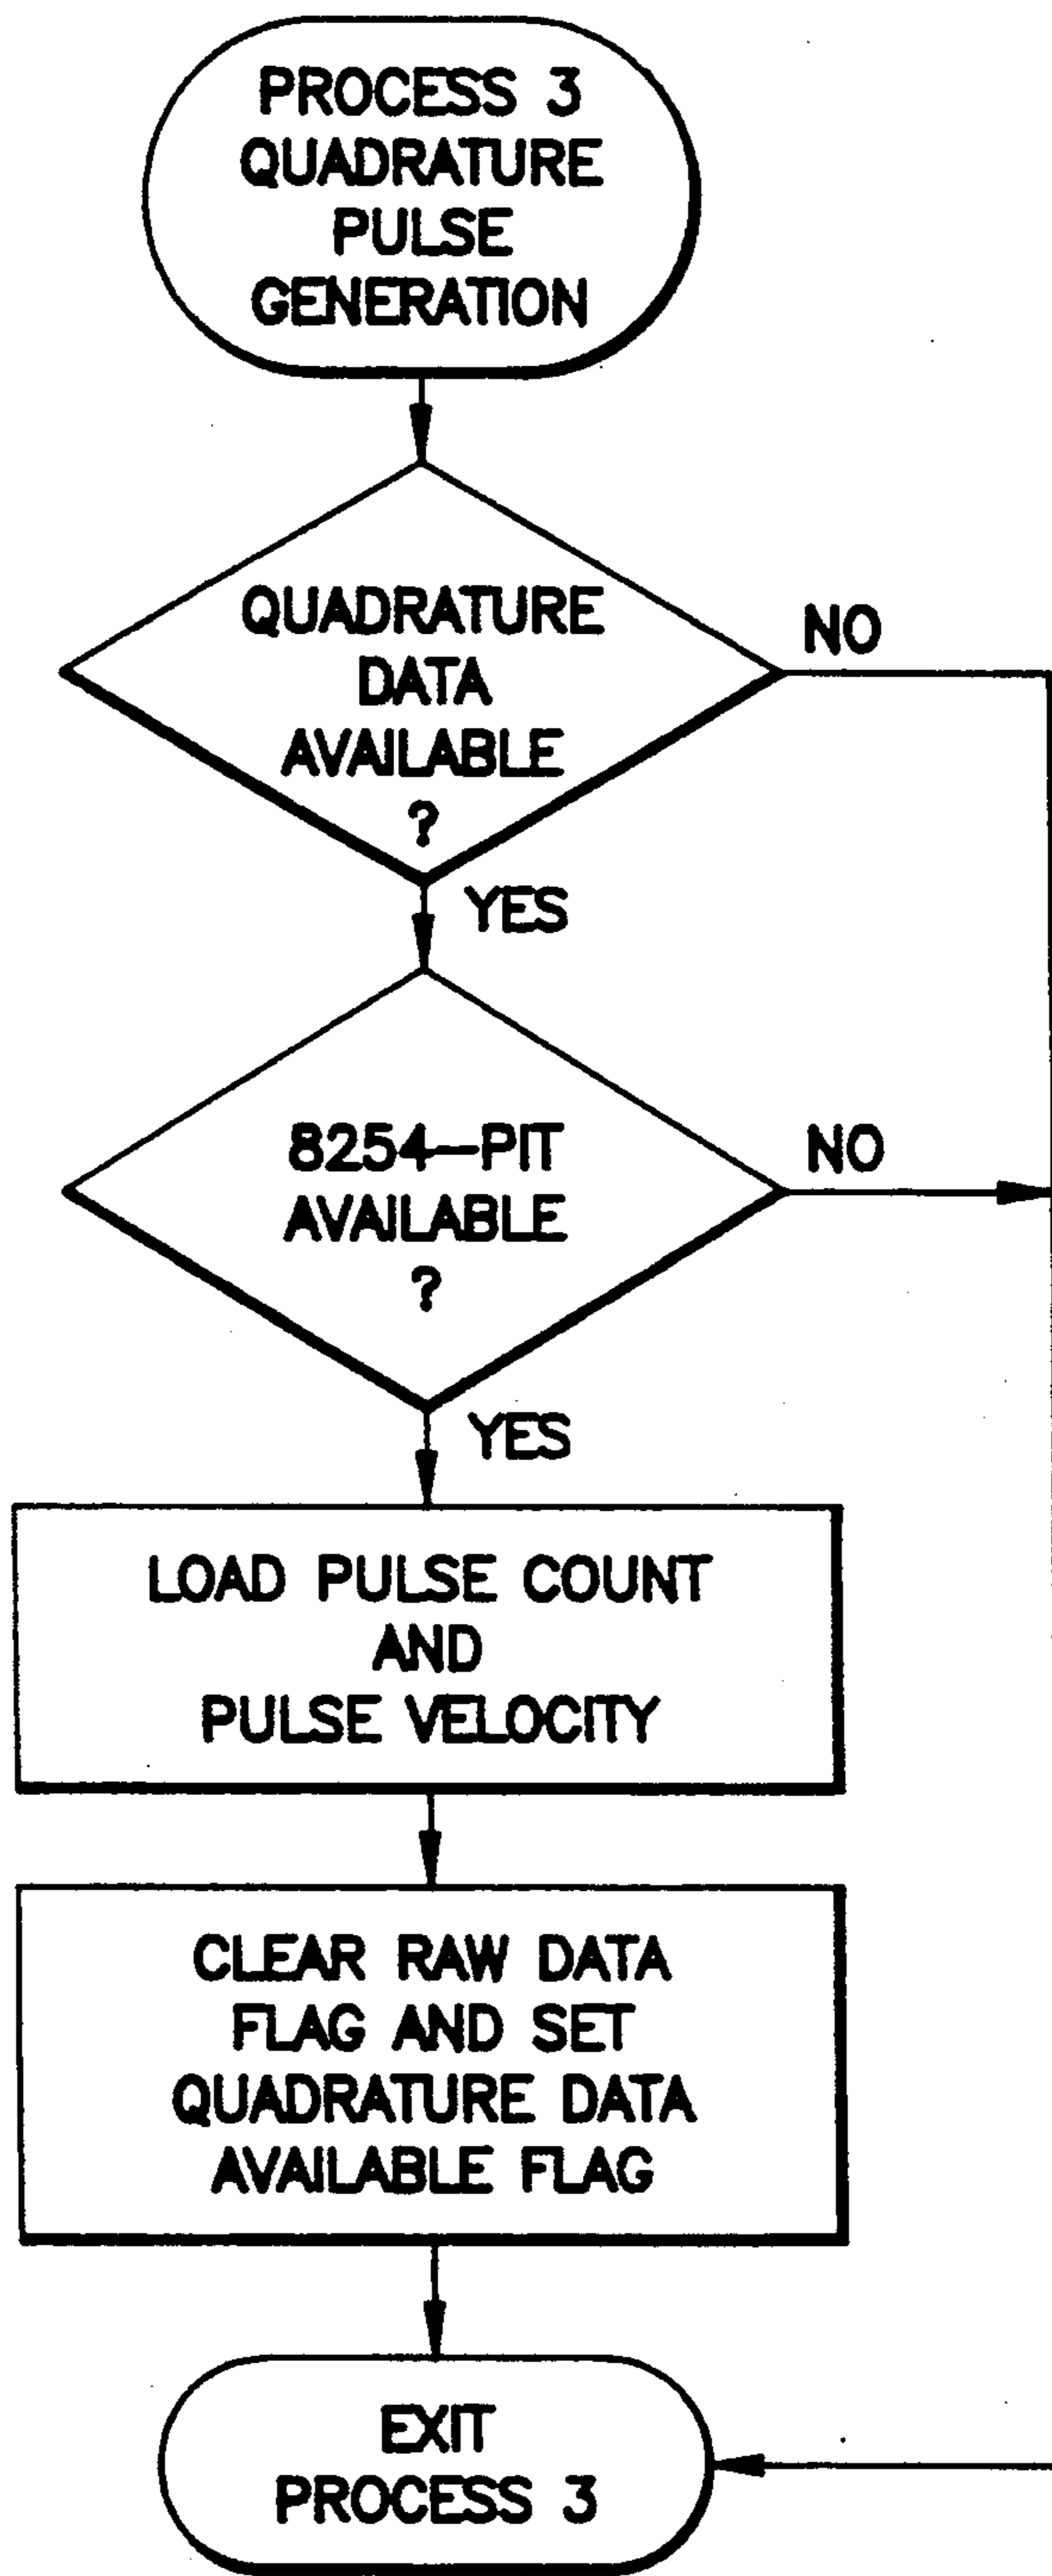 PROCESS 3
QUADRATURE
PULSE
GENERATION
QUADRATURE
DATA
AVAILABLE
?
NO
YES
8254-PIT
AVAILABLE
?
NO
YES
LOAD PULSE COUNT
AND
PULSE VELOCITY
CLEAR RAW DATA
FLAG AND SET
QUADRATURE DATA
AVAILABLE FLAG
EXIT
PROCESS 3